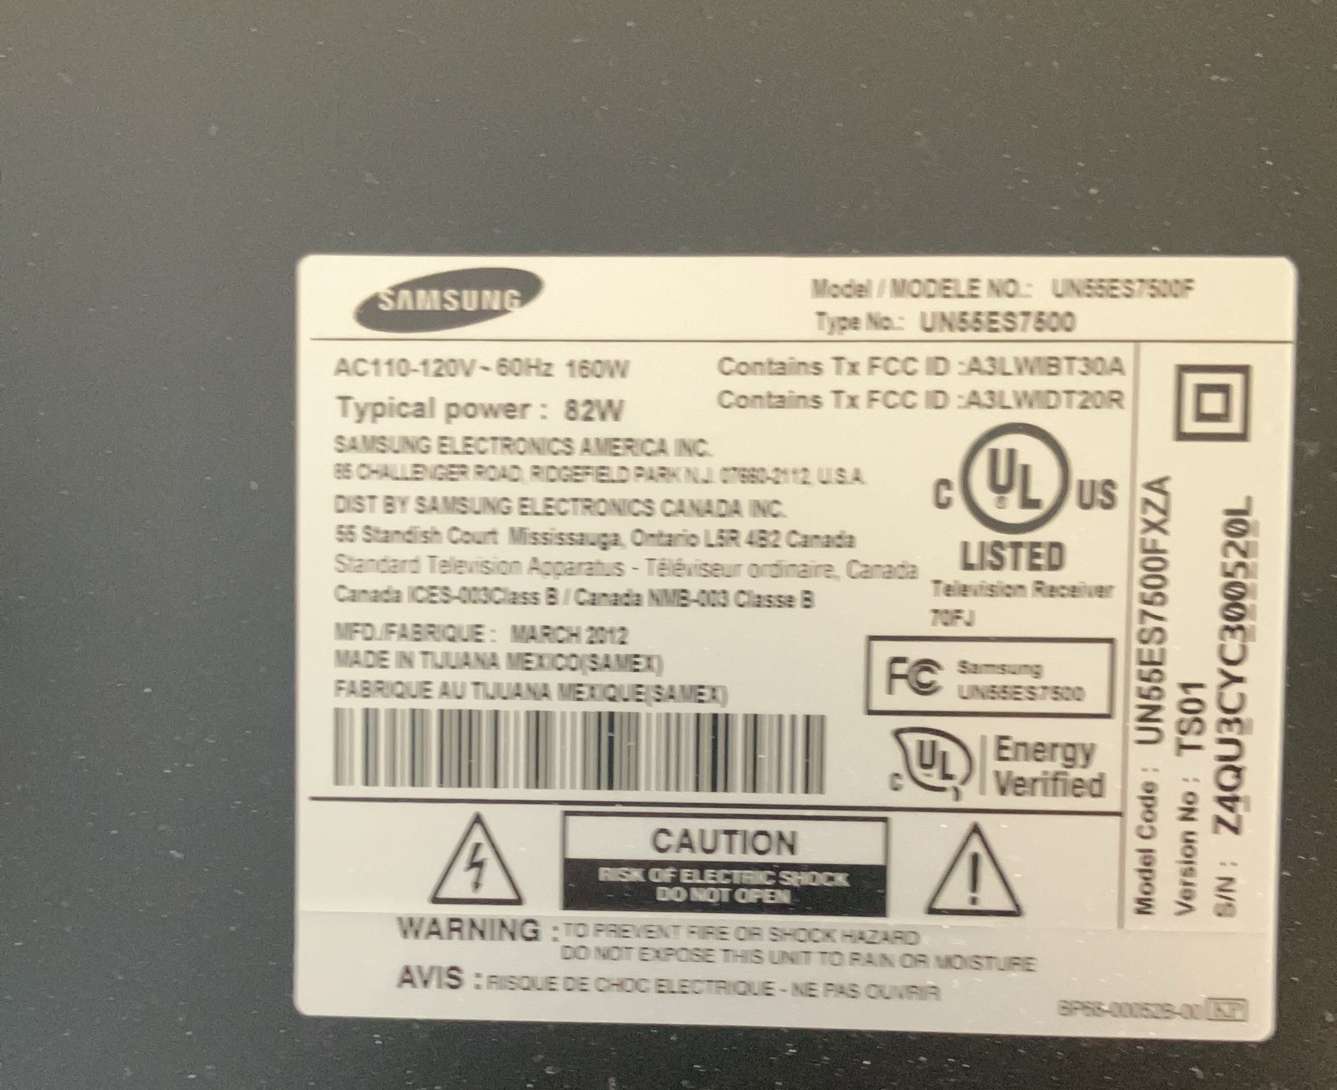 SAMSUNG
Model / MODELE NO.: UN55ES7500F
Type No.: UN55ES7500
AC110-120V~60Hz 160W
Typical power : 82W
Contains Tx FCC ID :A3LWIBT30A
Contains Tx FCC ID :A3LWIDT20R
SAMSUNG ELECTRONICS AMERICA INC.
85 CHALLENGER ROAD, RIDGEFIELD PARK N.J. 07660-2112, U.S.A.
DIST BY SAMSUNG ELECTRONICS CANADA INC.
55 Standish Court Mississauga, Ontario L5R 4B2 Canada
Standard Television Apparatus - Téléviseur ordinaire, Canada
Canada ICES-003Class B / Canada NMB-003 Classe B
MFD./FABRIQUE : MARCH 2012
MADE IN TIJUANA MEXICO(SAMEX)
FABRIQUE AU TIJUANA MEXIQUE(SAMEX)
C UL ® US
LISTED
Television Receiver
70FJ
FC Samsung
UN55ES7500
C UL Energy
Verified
CAUTION
RISK OF ELECTRIC SHOCK
DO NOT OPEN
WARNING : TO PREVENT FIRE OR SHOCK HAZARD
DO NOT EXPOSE THIS UNIT TO RAIN OR MOISTURE
AVIS : RISQUE DE CHOC ELECTRIQUE - NE PAS OUVRIR
Model Code : UN55ES7500FXZA
Version No : TS01
S/N : Z4QU3CYC300520L